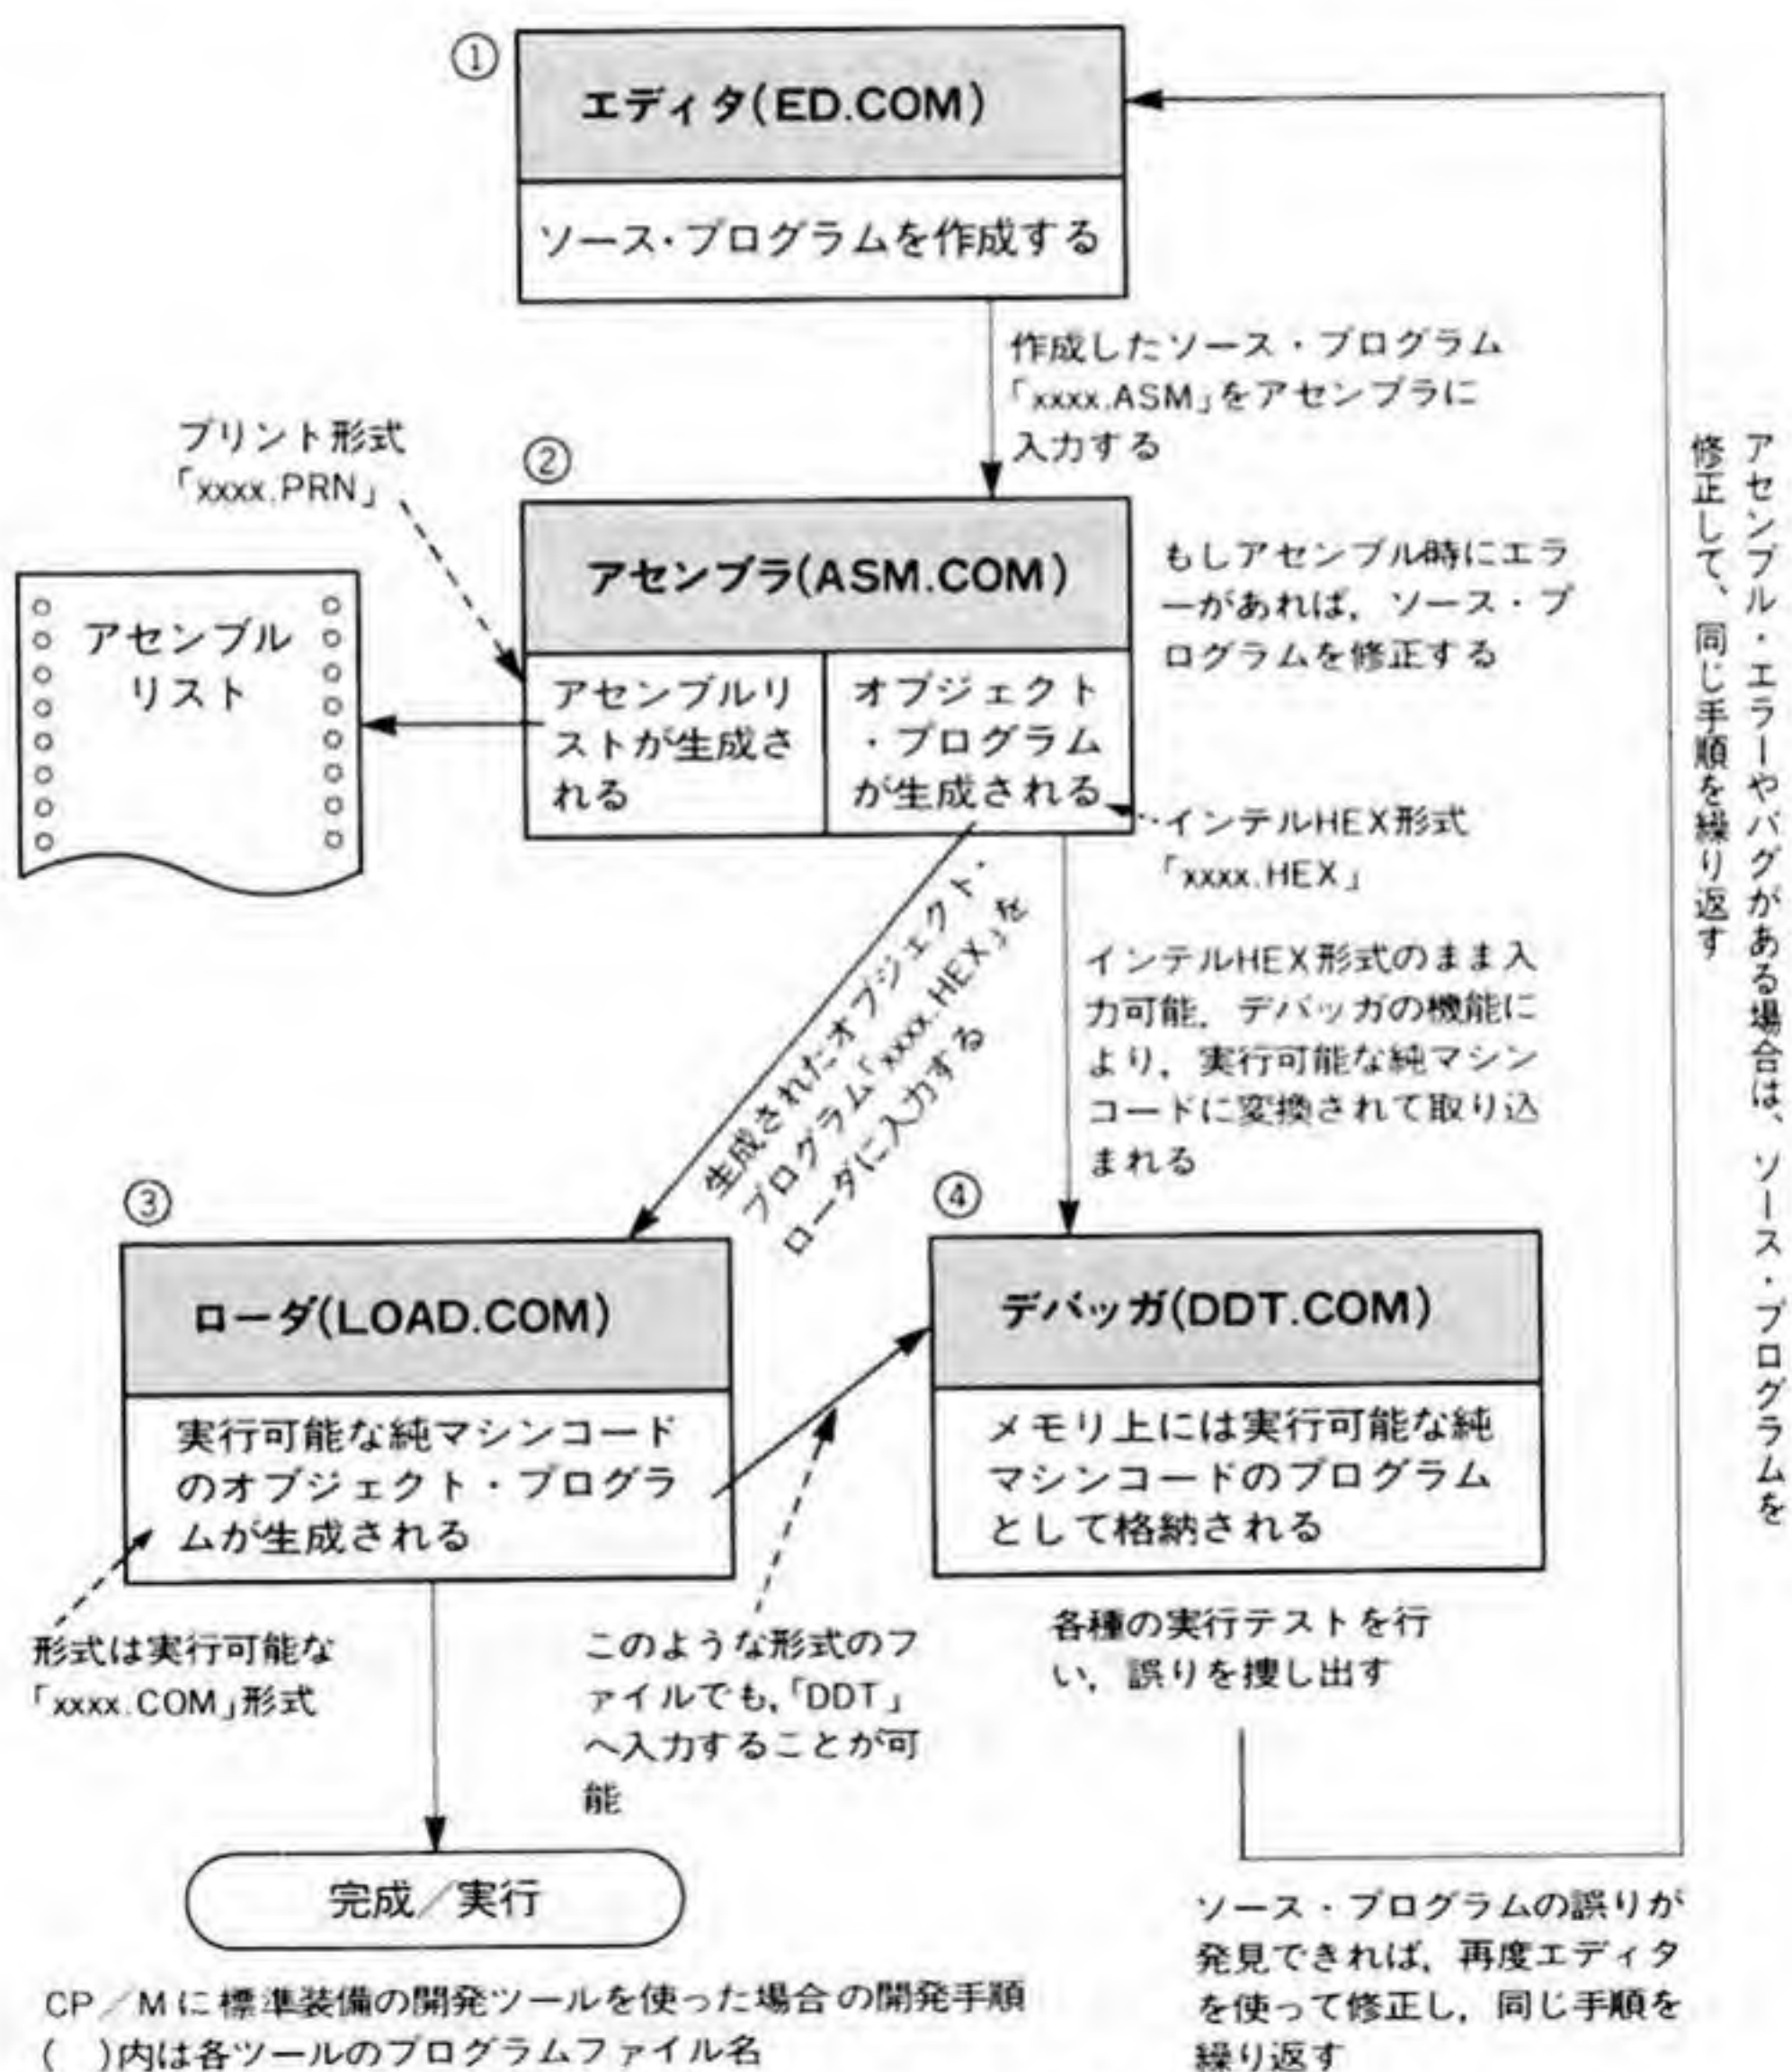 ①
エディタ(ED.COM)
ソース・プログラムを作成する
作成したソース・プログラム
「xxxx.ASM」をアセンブラに
入力する
プリント形式
「xxxx.PRN」
②
アセンブラ(ASM.COM)
アセンブルリ
ストが生成さ
れる
オブジェクト
・プログラム
が生成される
アセンブル
リスト
もしアセンブル時にエラ
ーがあれば，ソース・プ
ログラムを修正する
インテルHEX形式
「xxxx.HEX」
生成されたオブジェクト・
プログラム「xxxx.HEX」を
ローダに入力する
インテルHEX形式のまま入
力可能．デバッガの機能に
より，実行可能な純マシン
コードに変換されて取り込
まれる
③
ローダ(LOAD.COM)
実行可能な純マシンコード
のオブジェクト・プログラ
ムが生成される
④
デバッガ(DDT.COM)
メモリ上には実行可能な純
マシンコードのプログラム
として格納される
形式は実行可能な
「xxxx.COM」形式
このような形式のフ
ァイルでも，「DDT」
へ入力することが可
能
各種の実行テストを行
い，誤りを捜し出す
完成／実行
アセンブル・エラーやバグがある場合は、ソース・プログラムを
修正して、同じ手順を繰り返す
ソース・プログラムの誤りが
発見できれば，再度エディタ
を使って修正し，同じ手順を
繰り返す
CP／Mに標準装備の開発ツールを使った場合の開発手順
(　)内は各ツールのプログラムファイル名